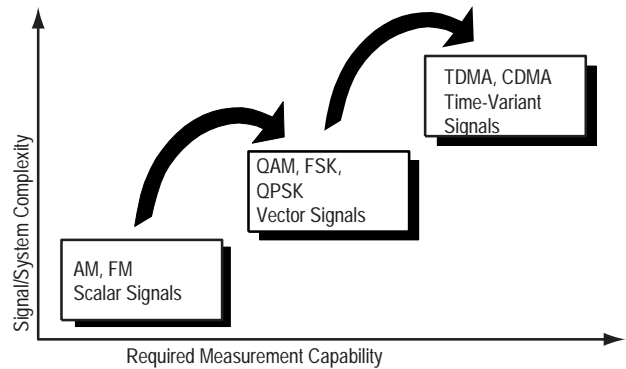 TDMA, CDMA
Time-Variant
Signals
QAM, FSK,
QPSK
Vector Signals
AM, FM
Scalar Signals
Signal/System Complexity
Required Measurement Capability